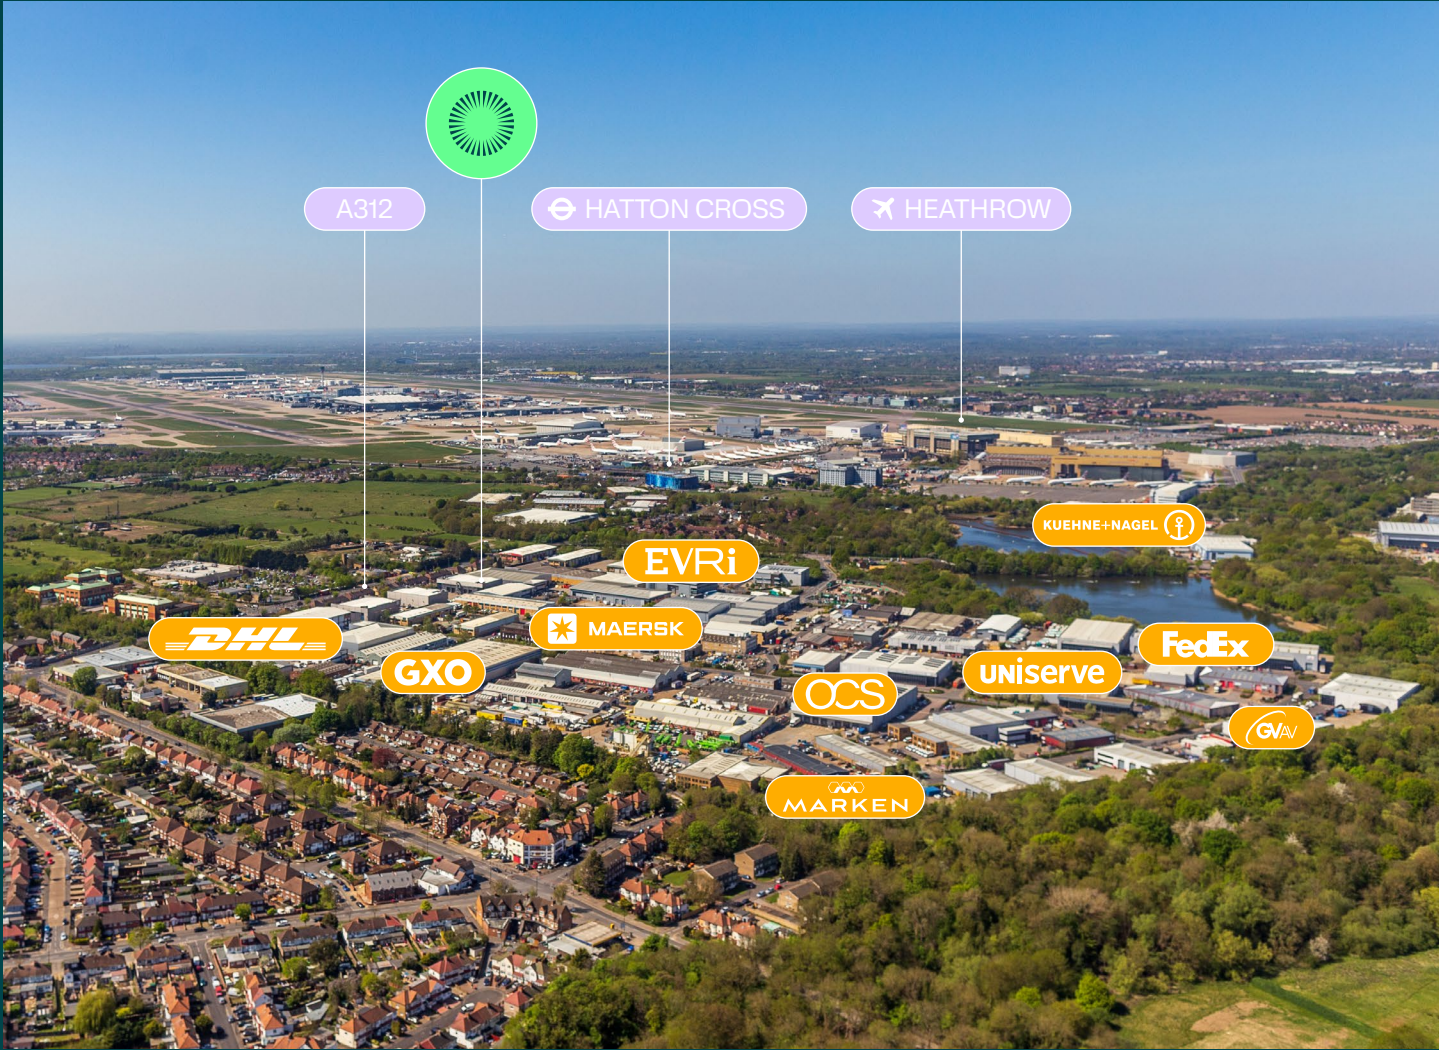 A312
HATTON CROSS
HEATHROW
KUEHNE+NAGEL
EVRi
DHL
MAERSK
GXO
FedEx
uniserve
OCS
GVAV
MARKEN